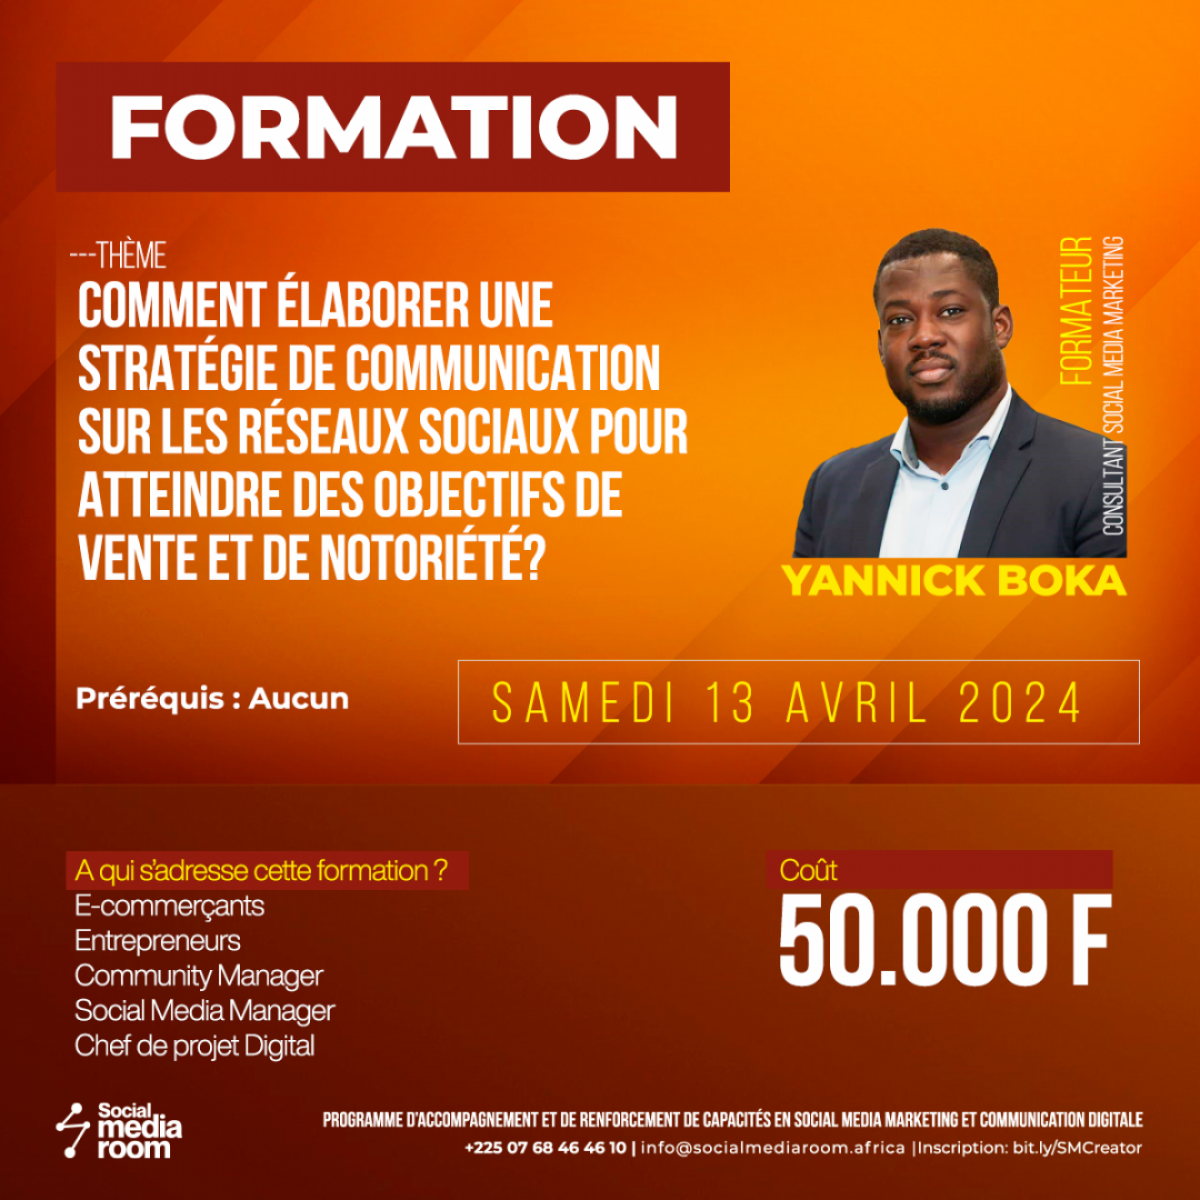 FORMATION
---THÈME
COMMENT ÉLABORER UNE
STRATÉGIE DE COMMUNICATION
SUR LES RÉSEAUX SOCIAUX POUR
ATTEINDRE DES OBJECTIFS DE
VENTE ET DE NOTORIÉTÉ?
FORMATEUR
CONSULTANT SOCIAL MEDIA MARKETING
YANNICK BOKA
Préréquis : Aucun
SAMEDI 13 AVRIL 2024
A qui s'adresse cette formation ?
E-commerçants
Entrepreneurs
Community Manager
Social Media Manager
Chef de projet Digital
Coût
50.000 F
Social
media
room
PROGRAMME D'ACCOMPAGNEMENT ET DE RENFORCEMENT DE CAPACITÉS EN SOCIAL MEDIA MARKETING ET COMMUNICATION DIGITALE
+225 07 68 46 46 10 | info@socialmediaroom.africa |Inscription: bit.ly/SMCreator